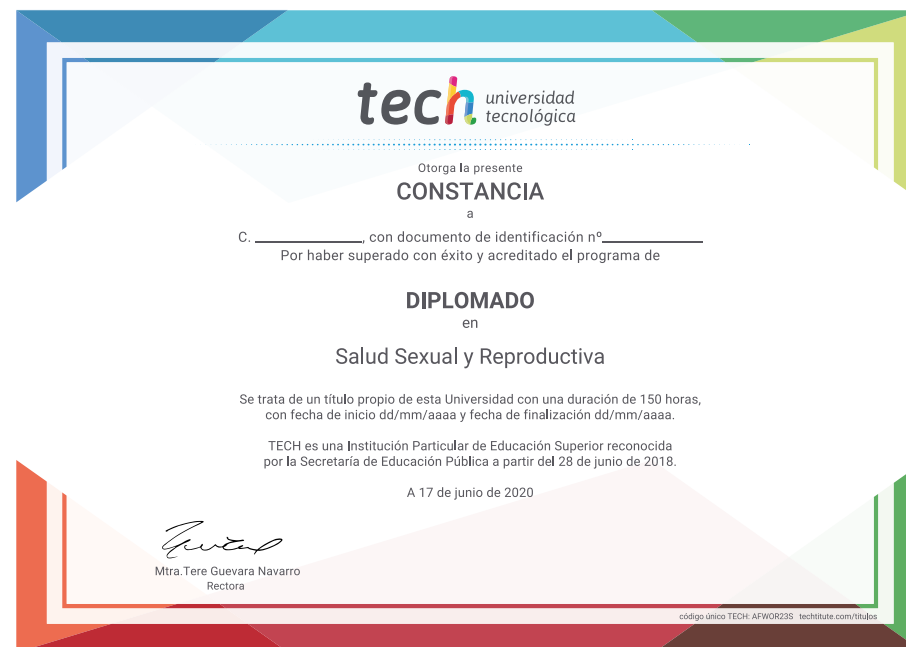 tech universidad
tecnológica
Otorga la presente
CONSTANCIA
a
C. ______________, con documento de identificación nº_____________
Por haber superado con éxito y acreditado el programa de
DIPLOMADO
en
Salud Sexual y Reproductiva
Se trata de un título propio de esta Universidad con una duración de 150 horas,
con fecha de inicio dd/mm/aaaa y fecha de finalización dd/mm/aaaa.
TECH es una Institución Particular de Educación Superior reconocida
por la Secretaría de Educación Pública a partir del 28 de junio de 2018.
A 17 de junio de 2020
Mtra.Tere Guevara Navarro
Rectora
código único TECH: AFWOR23S techtitute.com/titulos